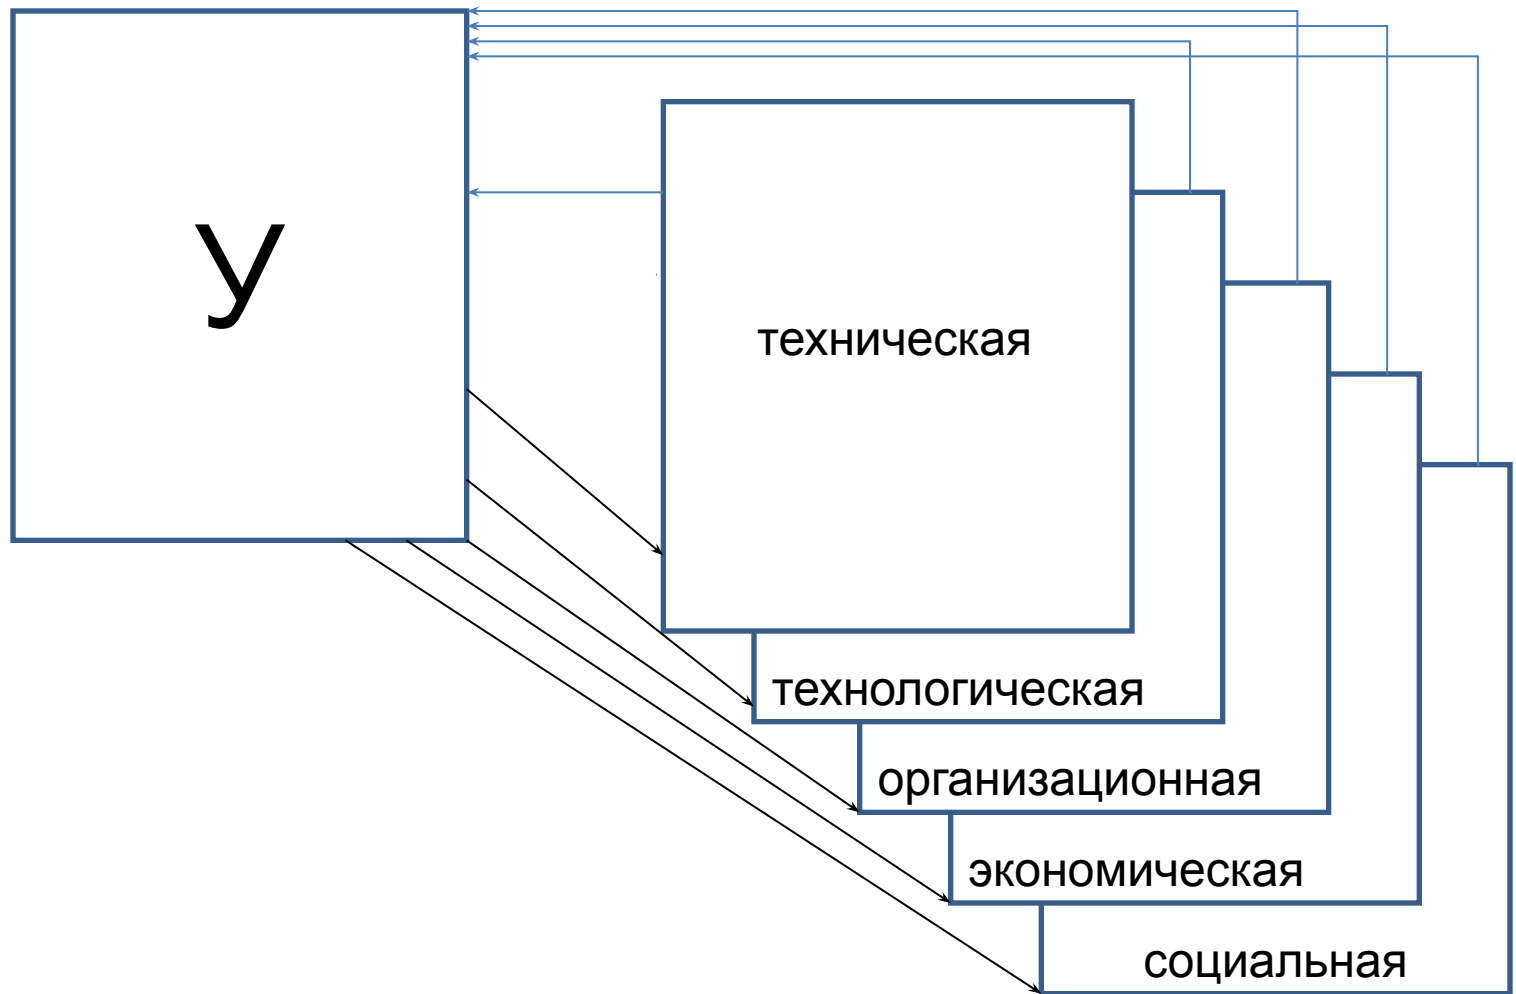 У
техническая
технологическая
организационная
экономическая
социальная